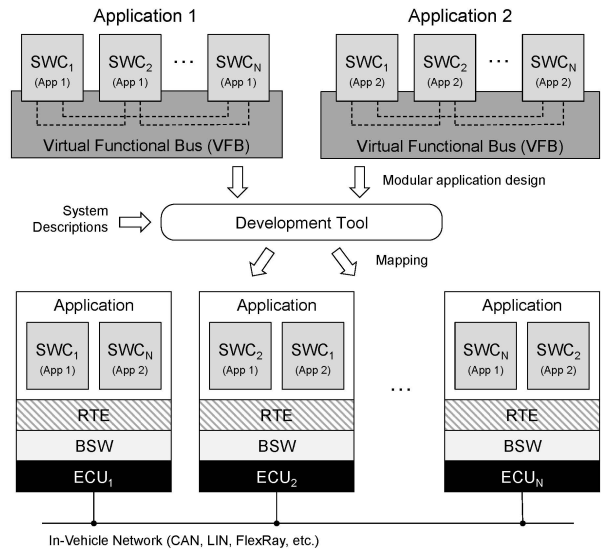 Application 1
Application 2
SWC1 (App 1)
SWC2 (App 1)
...
SWCN (App 1)
SWC1 (App 2)
SWC2 (App 2)
...
SWCN (App 2)
Virtual Functional Bus (VFB)
Virtual Functional Bus (VFB)
Modular application design
System
Descriptions
Development Tool
Mapping
Application
SWC1 (App 1)
SWCN (App 2)
RTE
BSW
ECU1
Application
SWC2 (App 1)
SWC1 (App 2)
RTE
BSW
ECU2
...
Application
SWCN (App 1)
SWC2 (App 2)
RTE
BSW
ECUN
In-Vehicle Network (CAN, LIN, FlexRay, etc.)